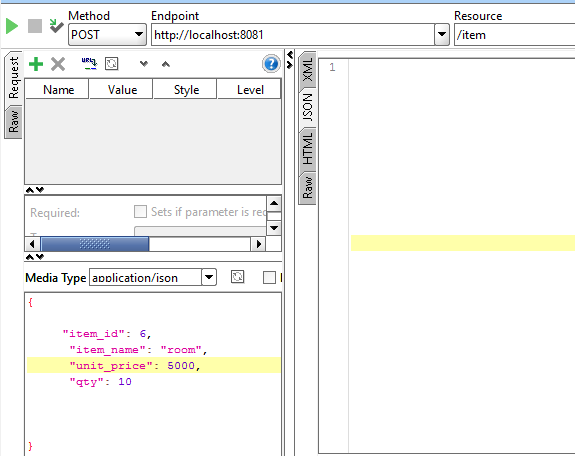 Method
Endpoint
Resource
POST
http://localhost:8081
/item
Request
Raw
Name
Value
Style
Level
Required:
Sets if parameter is req
Media Type
application/json
{
"item_id": 6,
"item_name": "room",
"unit_price": 5000,
"qty": 10
}
XML
JSON
HTML
Raw
1